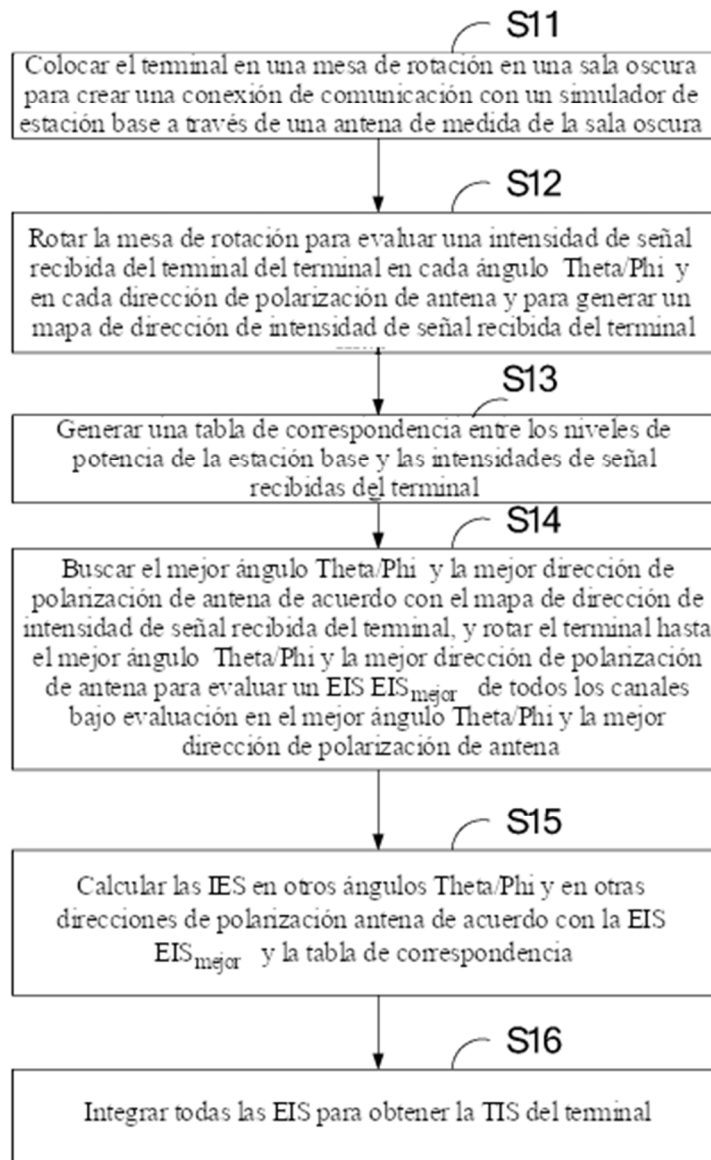 S11
Colocar el terminal en una mesa de rotación en una sala oscura
para crear una conexión de comunicación con un simulador de
estación base a través de una antena de medida de la sala oscura
S12
Rotar la mesa de rotación para evaluar una intensidad de señal
recibida del terminal del terminal en cada ángulo Theta/Phi y
en cada dirección de polarización de antena y para generar un
mapa de dirección de intensidad de señal recibida del terminal
S13
Generar una tabla de correspondencia entre los niveles de
potencia de la estación base y las intensidades de señal
recibidas del terminal
S14
Buscar el mejor ángulo Theta/Phi y la mejor dirección de
polarización de antena de acuerdo con el mapa de dirección de
intensidad de señal recibida del terminal, y rotar el terminal hasta
el mejor ángulo Theta/Phi y la mejor dirección de polarización
de antena para evaluar un EIS EISmejor de todos los canales
bajo evaluación en el mejor ángulo Theta/Phi y la mejor
dirección de polarización de antena
S15
Calcular las IES en otros ángulos Theta/Phi y en otras
direcciones de polarización antena de acuerdo con la EIS
EISmejor y la tabla de correspondencia
S16
Integrar todas las EIS para obtener la TIS del terminal